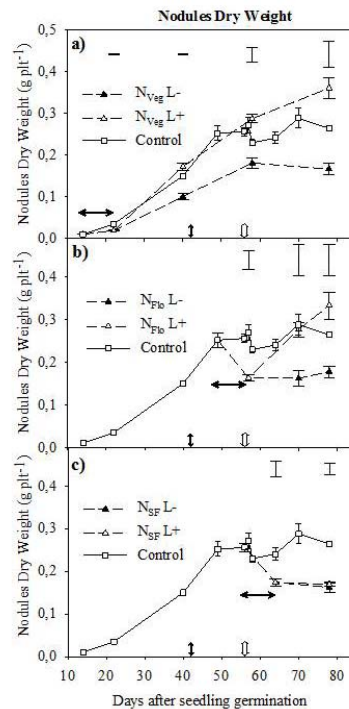 Nodules Dry Weight
a)
0,5
0,4
0,3
0,2
0,1
0,0
Nodules Dry Weight (g plt⁻¹)
N_Veg L-
N_Veg L+
Control
b)
0,4
0,3
0,2
0,1
0,0
Nodules Dry Weight (g plt⁻¹)
N_Flo L-
N_Flo L+
Control
c)
0,4
0,3
0,2
0,1
0,0
Nodules Dry Weight (g plt⁻¹)
N_SF L-
N_SF L+
Control
10 20 30 40 50 60 70 80
Days after seedling germination